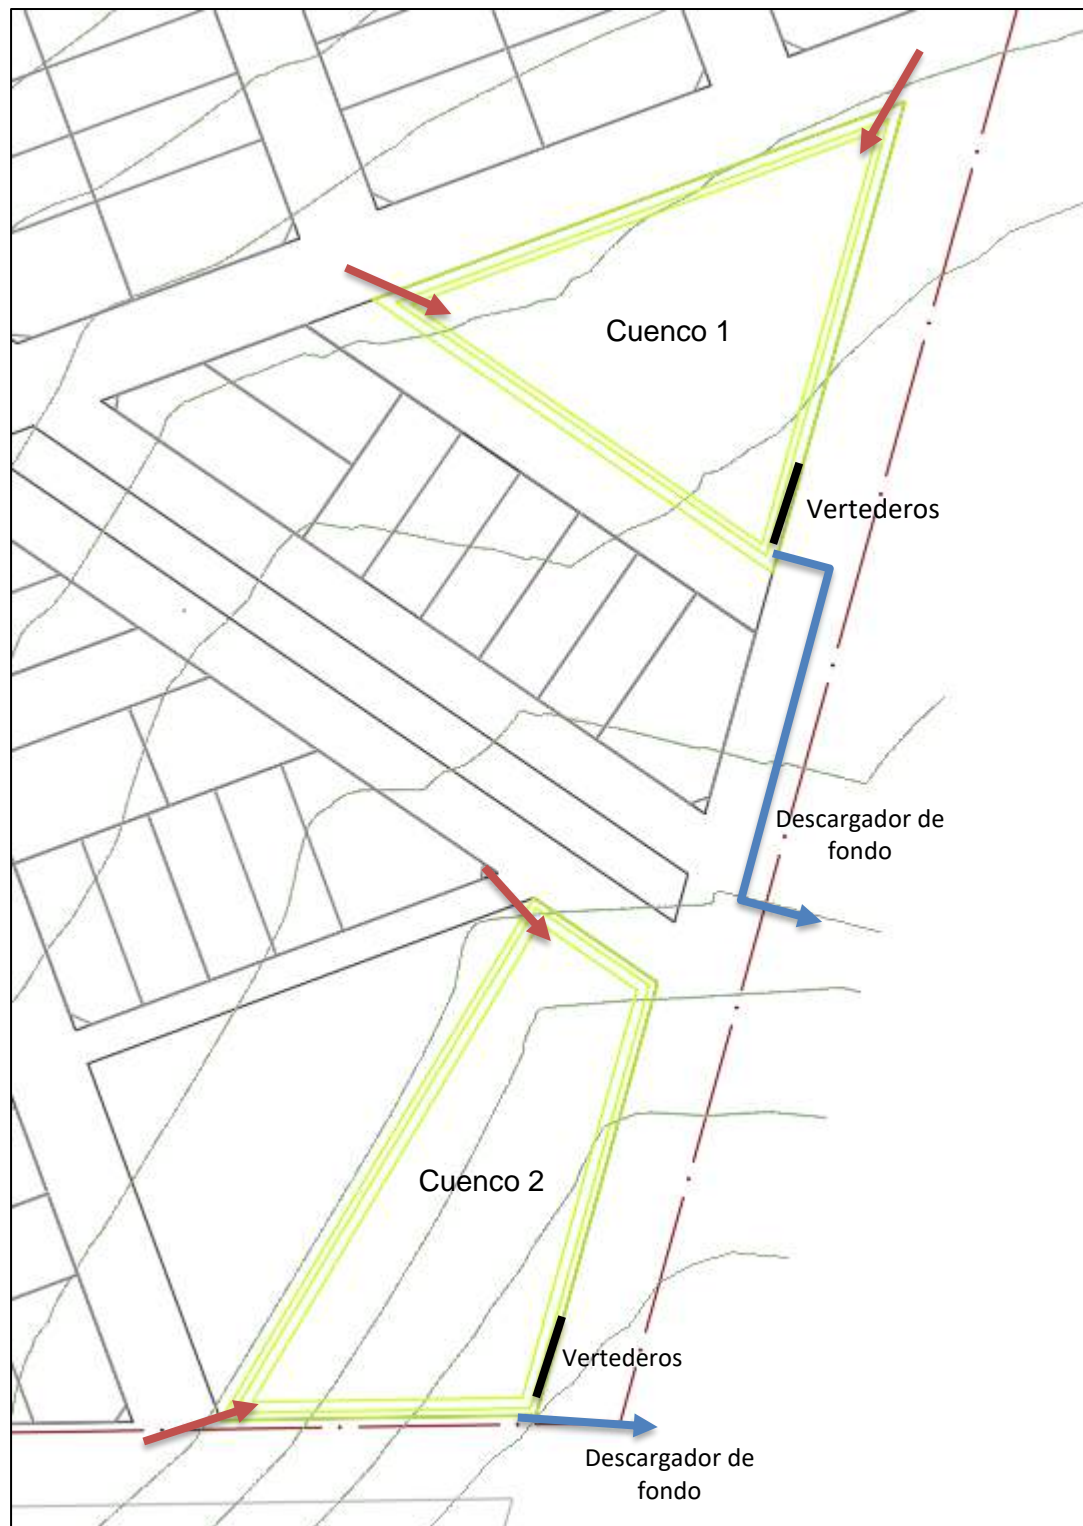 Cuenco 1
Vertederos
Descargador de
fondo
Cuenco 2
Vertederos
Descargador de
fondo